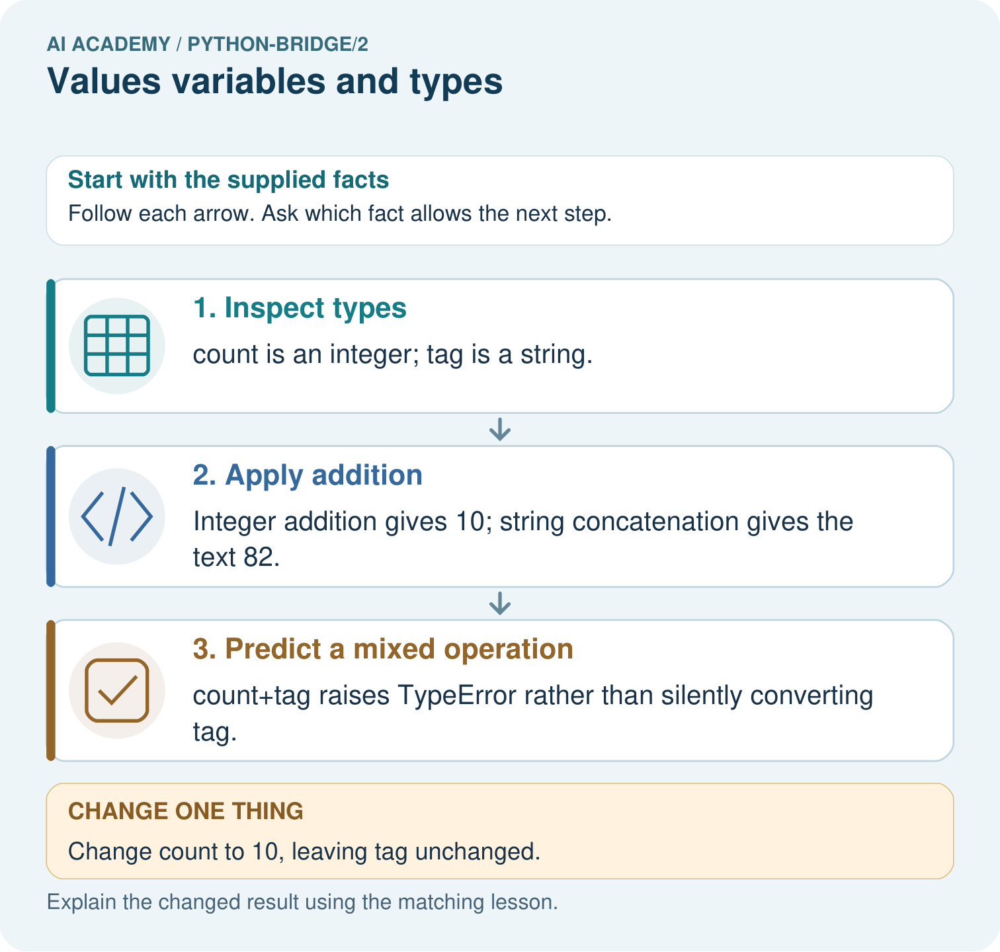 AI ACADEMY / PYTHON-BRIDGE/2
Values variables and types
Start with the supplied facts
Follow each arrow. Ask which fact allows the next step.
1. Inspect types
count is an integer; tag is a string.
2. Apply addition
Integer addition gives 10; string concatenation gives the
text 82.
3. Predict a mixed operation
count+tag raises TypeError rather than silently converting
tag.
CHANGE ONE THING
Change count to 10, leaving tag unchanged.
Explain the changed result using the matching lesson.